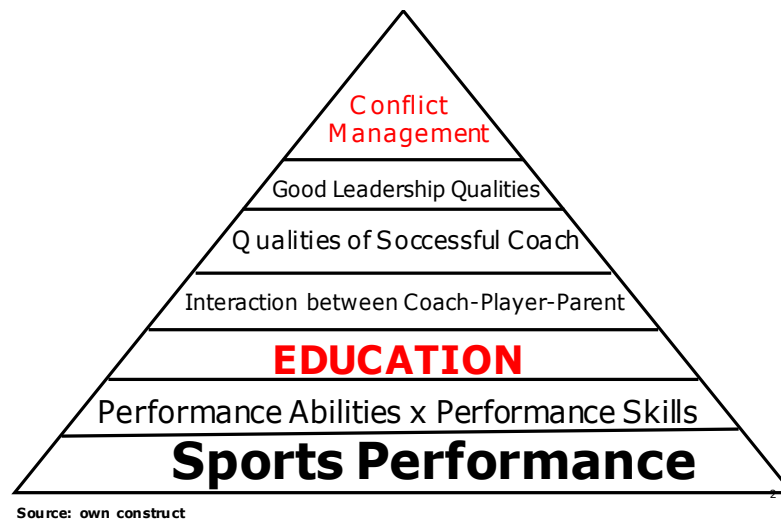 Conflict
Management
Good Leadership Qualities
Qualities of Soccessful Coach
Interaction between Coach-Player-Parent
EDUCATION
Performance Abilities x Performance Skills
Sports Performance
2
Source: own construct